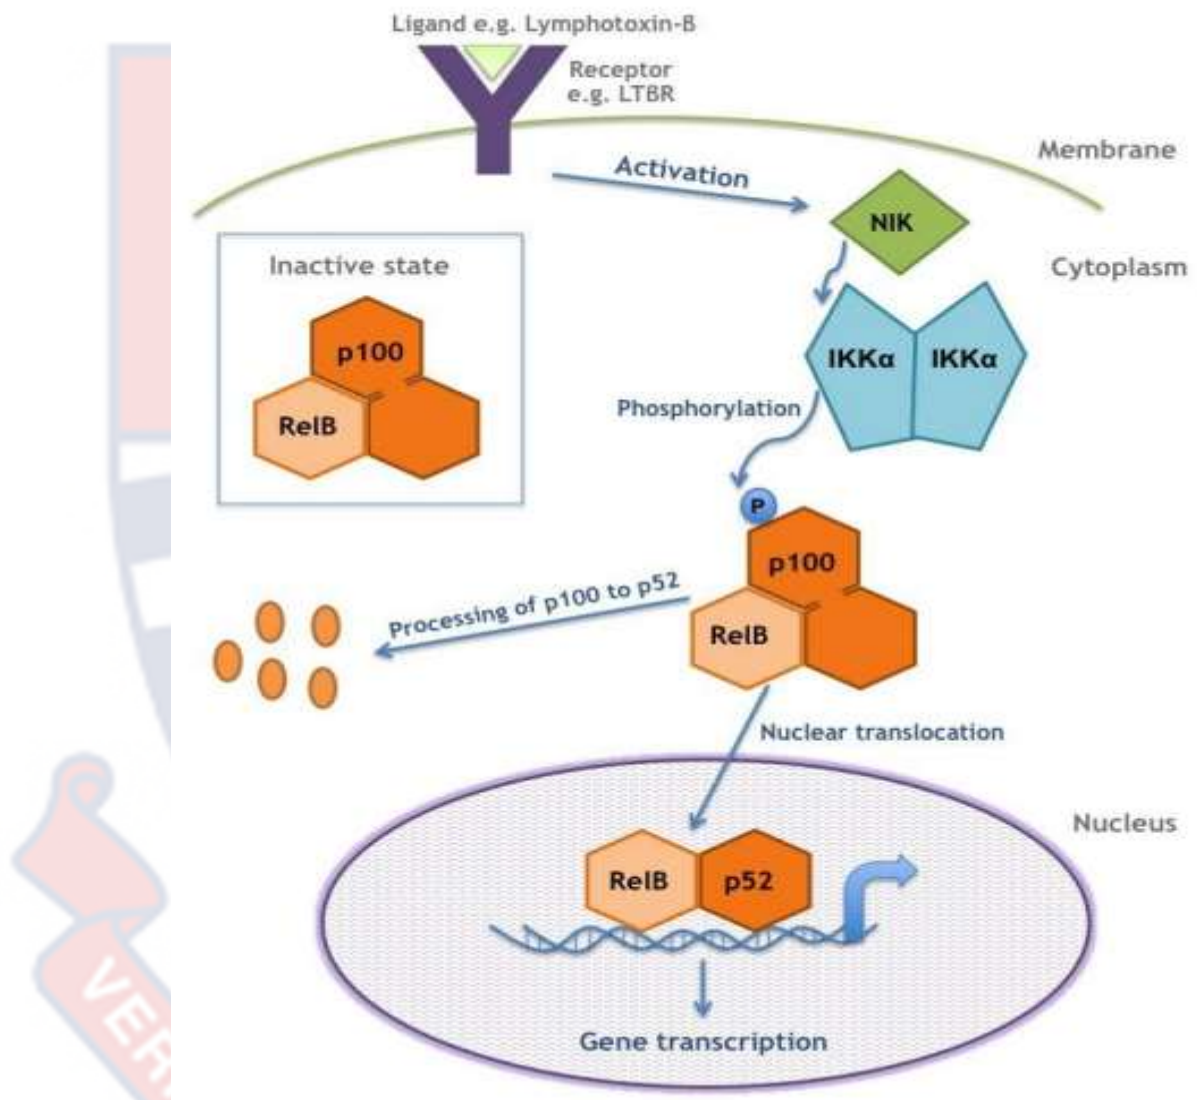 Ligand e.g. Lymphotoxin-B
Receptor
e.g. LTBR
Membrane
Activation
NIK
Cytoplasm
Inactive state
p100
RelB
IKKα
IKKα
Phosphorylation
P
p100
RelB
Processing of p100 to p52
Nuclear translocation
Nucleus
RelB
p52
Gene transcription